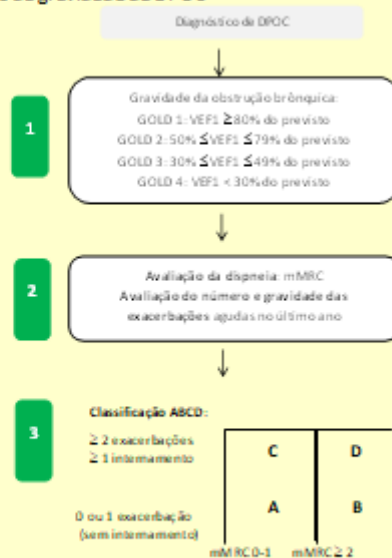 Diagnóstico de DPOC
1
Gravidade da obstrução brônquica:
GOLD 1: VEF1 ≥80% do previsto
GOLD 2: 50% ≤VEF1 ≤79% do previsto
GOLD 3: 30% ≤VEF1 ≤49% do previsto
GOLD 4: VEF1 < 30% do previsto
2
Avaliação da dispneia: mMRC
Avaliação do número e gravidade das
exacerbações agudas no último ano
3
Classificação ABCD:
≥ 2 exacerbações
≥ 1 internamento
C D
A B
0 ou 1 exacerbação
(sem internamento)
mMRC 0-1 mMRC ≥ 2